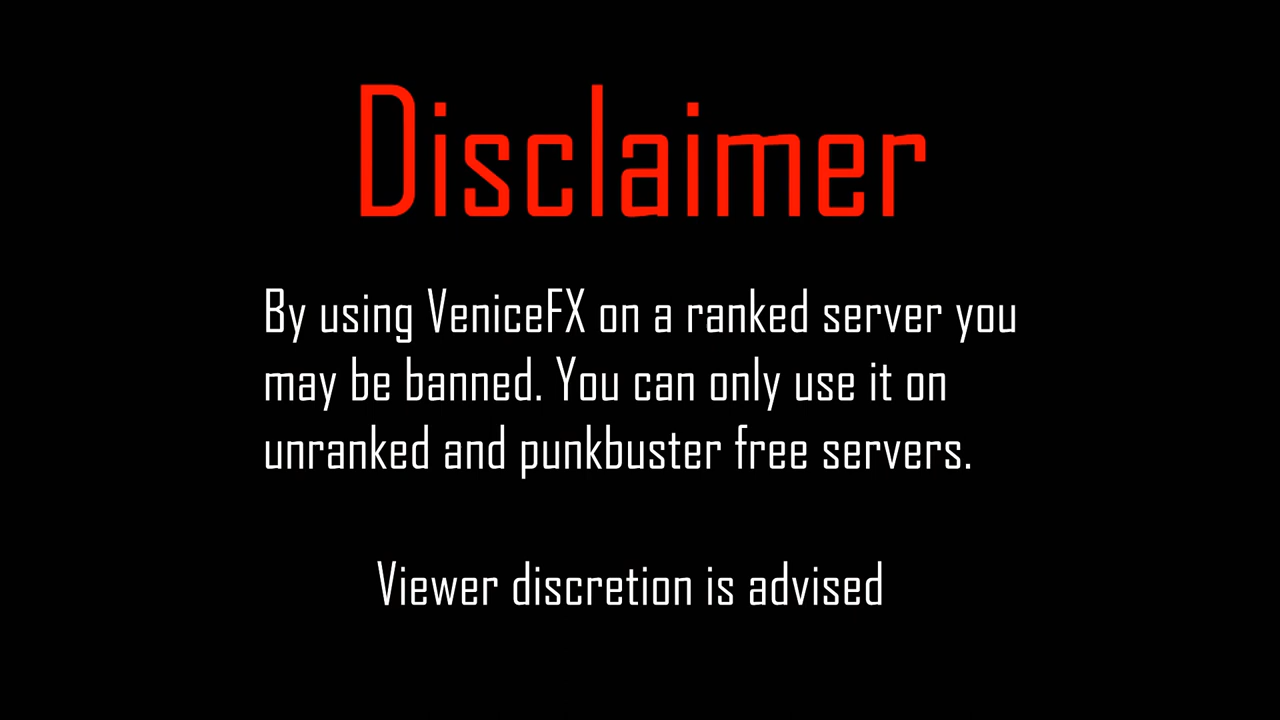 Disclaimer
By using VeniceFX on a ranked server you
may be banned. You can only use it on
unranked and punkbuster free servers.
Viewer discretion is advised